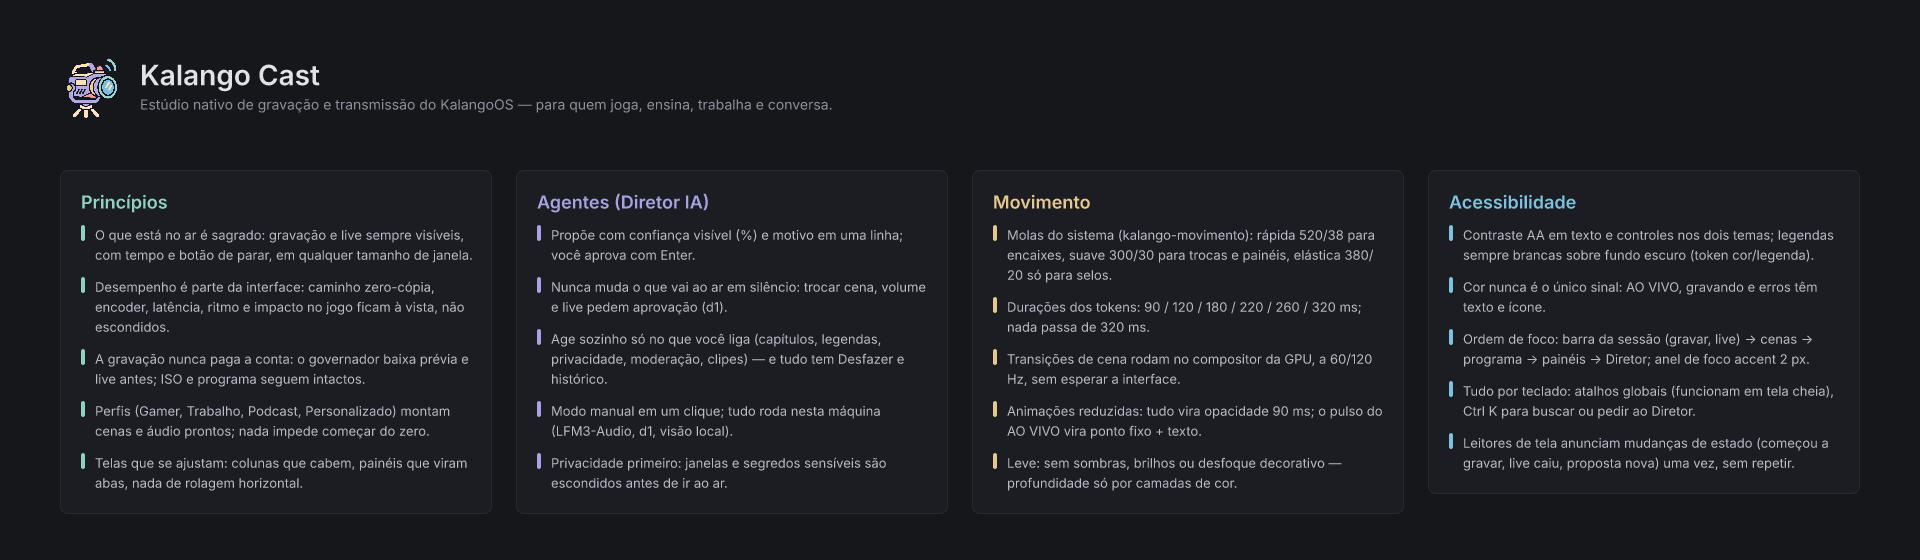 Kalango Cast
Estúdio nativo de gravação e transmissão do KalangoOS — para quem joga, ensina, trabalha e conversa.
Princípios
O que está no ar é sagrado: gravação e live sempre visíveis,
com tempo e botão de parar, em qualquer tamanho de janela.
Desempenho é parte da interface: caminho zero-cópia,
encoder, latência, ritmo e impacto no jogo ficam à vista, não
escondidos.
A gravação nunca paga a conta: o governador baixa prévia e
live antes; ISO e programa seguem intactos.
Perfis (Gamer, Trabalho, Podcast, Personalizado) montam
cenas e áudio prontos; nada impede começar do zero.
Telas que se ajustam: colunas que cabem, painéis que viram
abas, nada de rolagem horizontal.
Agentes (Diretor IA)
Propõe com confiança visível (%) e motivo em uma linha;
você aprova com Enter.
Nunca muda o que vai ao ar em silêncio: trocar cena, volume
e live pedem aprovação (d1).
Age sozinho só no que você liga (capítulos, legendas,
privacidade, moderação, clipes) — e tudo tem Desfazer e
histórico.
Modo manual em um clique; tudo roda nesta máquina
(LFM3-Audio, d1, visão local).
Privacidade primeiro: janelas e segredos sensíveis são
escondidos antes de ir ao ar.
Movimento
Molas do sistema (kalango-movimento): rápida 520/38 para
encaixes, suave 300/30 para trocas e painéis, elástica 380/
20 só para selos.
Durações dos tokens: 90 / 120 / 180 / 220 / 260 / 320 ms;
nada passa de 320 ms.
Transições de cena rodam no compositor da GPU, a 60/120
Hz, sem esperar a interface.
Animações reduzidas: tudo vira opacidade 90 ms; o pulso do
AO VIVO vira ponto fixo + texto.
Leve: sem sombras, brilhos ou desfoque decorativo —
profundidade só por camadas de cor.
Acessibilidade
Contraste AA em texto e controles nos dois temas; legendas
sempre brancas sobre fundo escuro (token cor/legenda).
Cor nunca é o único sinal: AO VIVO, gravando e erros têm
texto e ícone.
Ordem de foco: barra da sessão (gravar, live) → cenas →
programa → painéis → Diretor; anel de foco accent 2 px.
Tudo por teclado: atalhos globais (funcionam em tela cheia),
Ctrl K para buscar ou pedir ao Diretor.
Leitores de tela anunciam mudanças de estado (começou a
gravar, live caiu, proposta nova) uma vez, sem repetir.